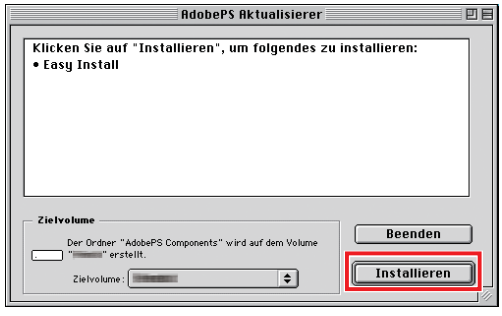 AdobePS Aktualisierer
Klicken Sie auf "Installieren", um folgendes zu installieren:
• Easy Install
Zielvolume
Der Ordner "AdobePS Components" wird auf dem Volume
" " erstellt.
Zielvolume:
Beenden
Installieren